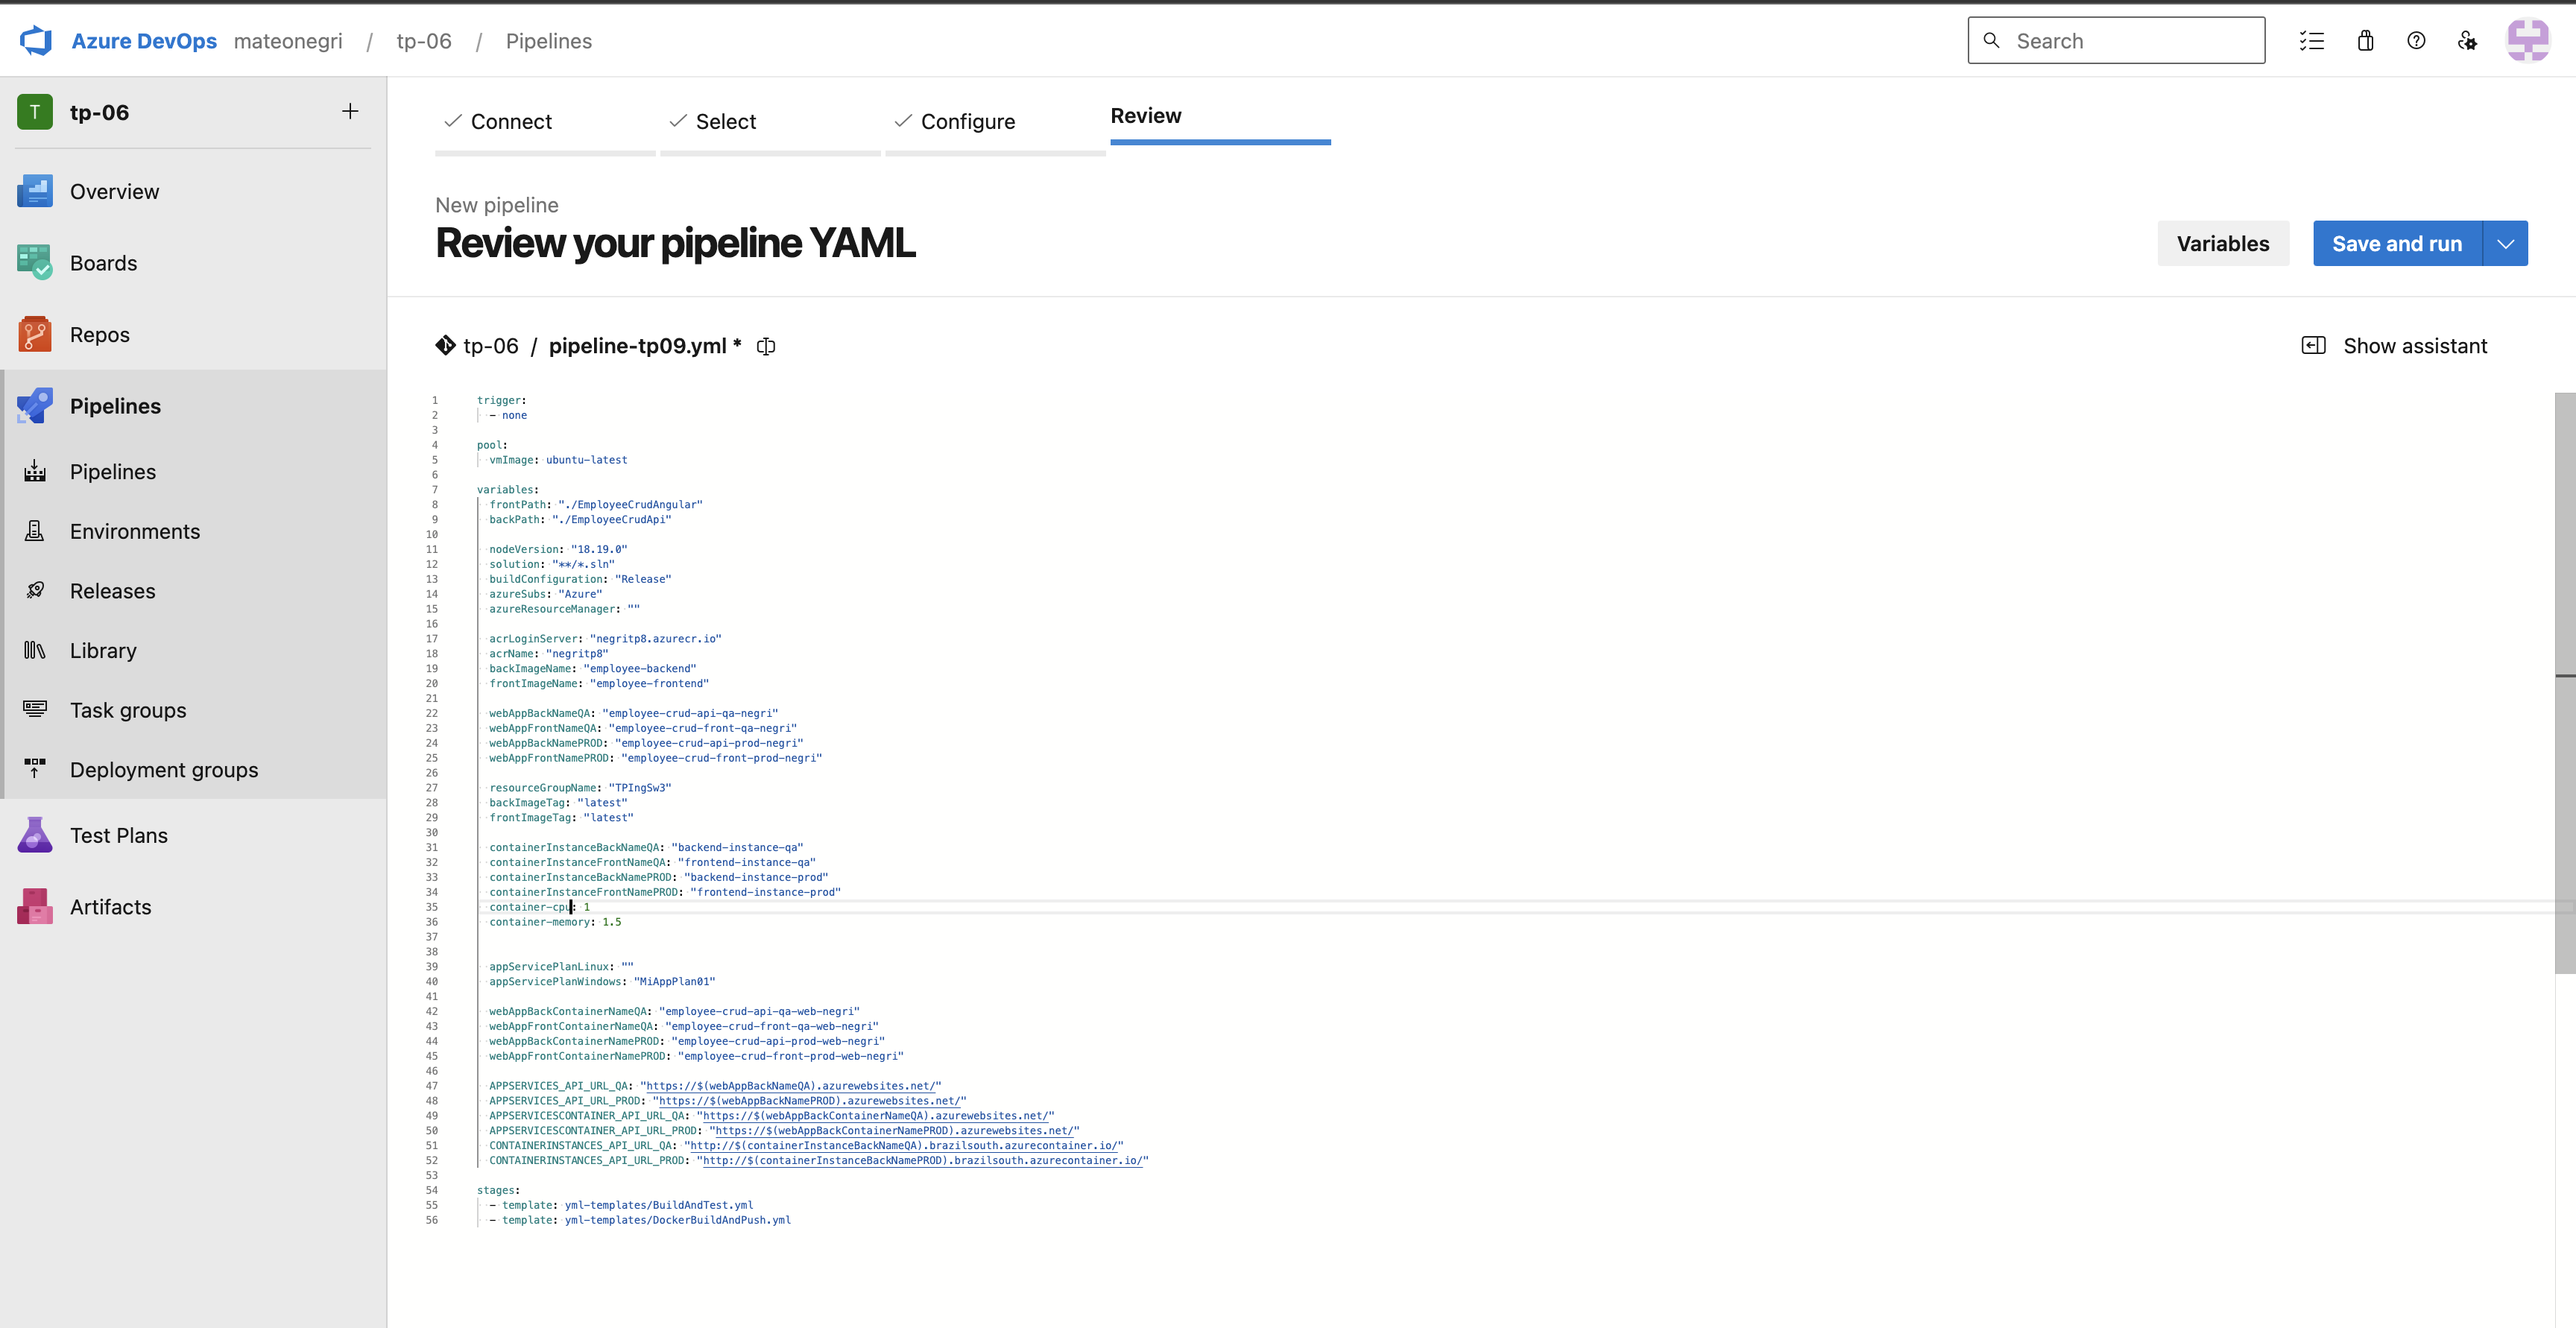 Azure DevOps mateonegri / tp-06 / Pipelines
Search
T tp-06
Overview
Boards
Repos
Pipelines
Pipelines
Environments
Releases
Library
Task groups
Deployment groups
Test Plans
Artifacts
Connect
Select
Configure
Review
New pipeline
Review your pipeline YAML
Variables
Save and run
tp-06 / pipeline-tp09.yml *
Show assistant
1 trigger:
2 - none
3
4 pool:
5 vmImage: ubuntu-latest
6
7 variables:
8 frontPath: "./EmployeeCrudAngular"
9 backPath: "./EmployeeCrudApi"
10
11 nodeVersion: "18.19.0"
12 solution: "**/*.sln"
13 buildConfiguration: "Release"
14 azureSubs: "Azure"
15 azureResourceManager: ""
16
17 acrLoginServer: "negritp8.azurecr.io"
18 acrName: "negritp8"
19 backImageName: "employee-backend"
20 frontImageName: "employee-frontend"
21
22 webAppBackNameQA: "employee-crud-api-qa-negri"
23 webAppFrontNameQA: "employee-crud-front-qa-negri"
24 webAppBackNamePROD: "employee-crud-api-prod-negri"
25 webAppFrontNamePROD: "employee-crud-front-prod-negri"
26
27 resourceGroupName: "TPIngSw3"
28 backImageTag: "latest"
29 frontImageTag: "latest"
30
31 containerInstanceBackNameQA: "backend-instance-qa"
32 containerInstanceFrontNameQA: "frontend-instance-qa"
33 containerInstanceBackNamePROD: "backend-instance-prod"
34 containerInstanceFrontNamePROD: "frontend-instance-prod"
35 container-cpu: 1
36 container-memory: 1.5
37
38
39 appServicePlanLinux: ""
40 appServicePlanWindows: "MiAppPlan01"
41
42 webAppBackContainerNameQA: "employee-crud-api-qa-web-negri"
43 webAppFrontContainerNameQA: "employee-crud-front-qa-web-negri"
44 webAppBackContainerNamePROD: "employee-crud-api-prod-web-negri"
45 webAppFrontContainerNamePROD: "employee-crud-front-prod-web-negri"
46
47 APPSERVICES_API_URL_QA: "https://$(webAppBackNameQA).azurewebsites.net/"
48 APPSERVICES_API_URL_PROD: "https://$(webAppBackNamePROD).azurewebsites.net/"
49 APPSERVICESCONTAINER_API_URL_QA: "https://$(webAppBackContainerNameQA).azurewebsites.net/"
50 APPSERVICESCONTAINER_API_URL_PROD: "https://$(webAppBackContainerNamePROD).azurewebsites.net/"
51 CONTAINERINSTANCES_API_URL_QA: "http://$(containerInstanceBackNameQA).brazilsouth.azurecontainer.io/"
52 CONTAINERINSTANCES_API_URL_PROD: "http://$(containerInstanceBackNamePROD).brazilsouth.azurecontainer.io/"
53
54 stages:
55 - template: yml-templates/BuildAndTest.yml
56 - template: yml-templates/DockerBuildAndPush.yml